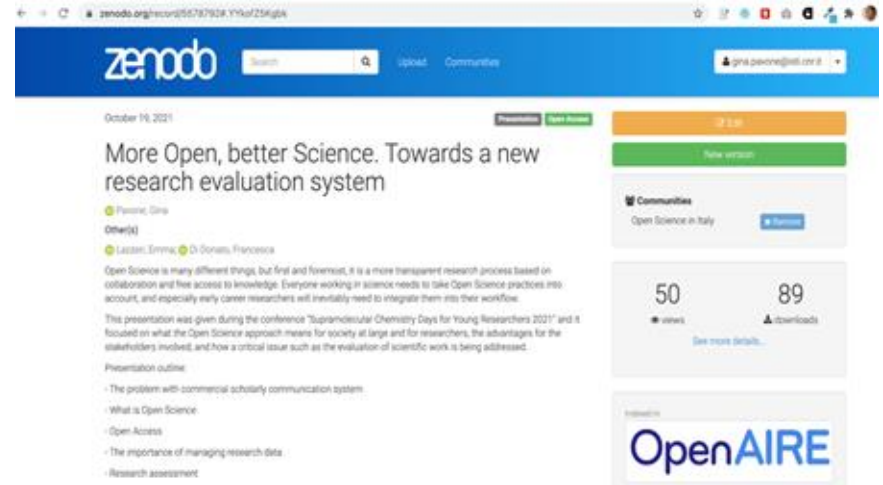 zenodo.org/record/5678792#.YYkofZ5Kgbk
zenodo
Search
Upload Communities
gina.pavone@isti.cnr.it
October 19, 2021
Presentation Open Access
Edit
New version
More Open, better Science. Towards a new
research evaluation system
Pavone, Gina
Other(s)
Lazzeri, Emma; Di Donato, Francesca
Open Science is many different things, but first and foremost, it is a more transparent research process based on
collaboration and free access to knowledge. Everyone working in science needs to take Open Science practices into
account, and especially early career researchers will inevitably need to integrate them into their workflow.
This presentation was given during the conference "Supramolecular Chemistry Days for Young Researchers 2021" and it
focused on what the Open Science approach means for society at large and for researchers, the advantages for the
stakeholders involved, and how a critical issue such as the evaluation of scientific work is being addressed.
Presentation outline:
- The problem with commercial scholarly communication system
- What is Open Science
- Open Access
- The importance of managing research data
- Research assessment
Communities
Open Science in Italy
Remove
50 89
views downloads
See more details...
Indexed in
OpenAIRE